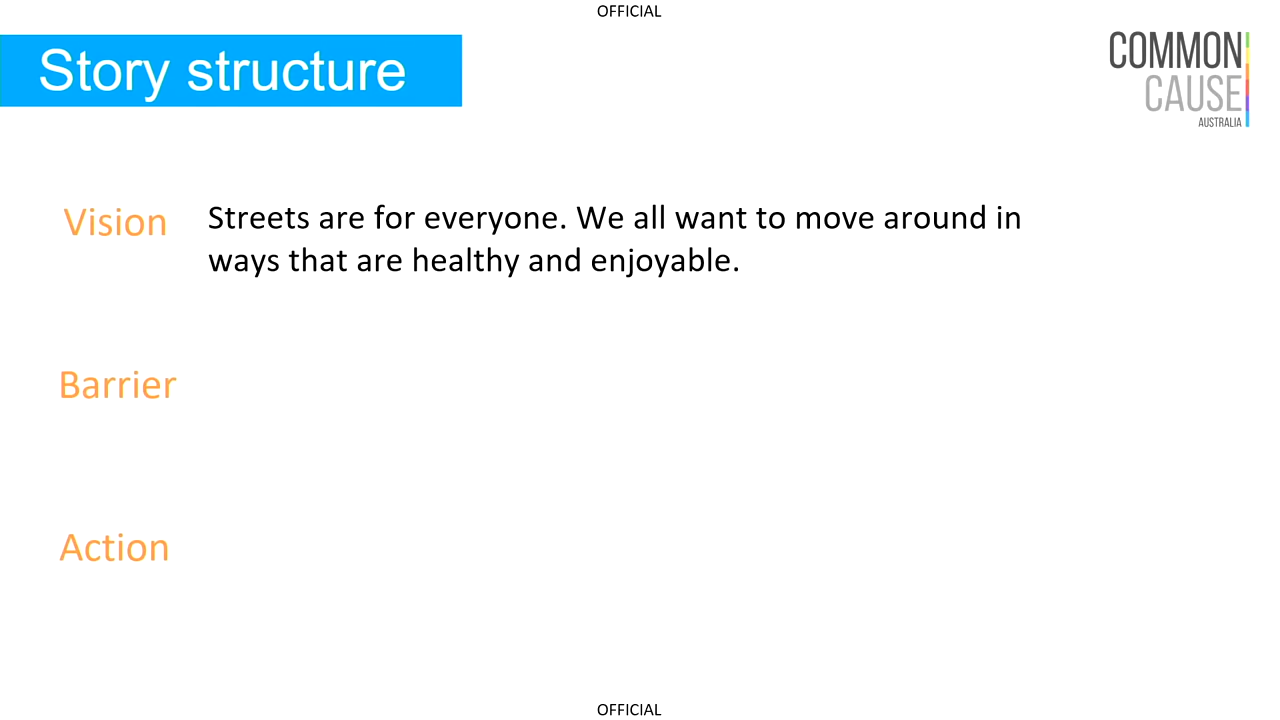 OFFICIAL
Story structure
COMMON
CAUSE
AUSTRALIA
Vision
Streets are for everyone. We all want to move around in
ways that are healthy and enjoyable.
Barrier
Action
OFFICIAL